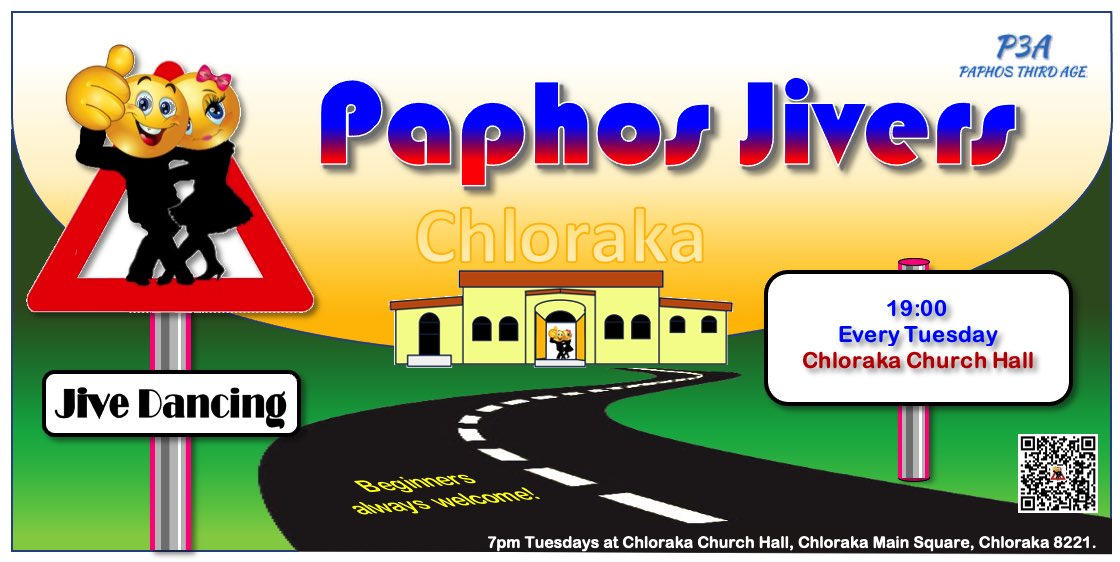 P3A
PAPHOS THIRD AGE
Paphos Jivers
Chloraka
19:00
Every Tuesday
Chloraka Church Hall
Jive Dancing
Beginners
always welcome!
7pm Tuesdays at Chloraka Church Hall, Chloraka Main Square, Chloraka 8221.